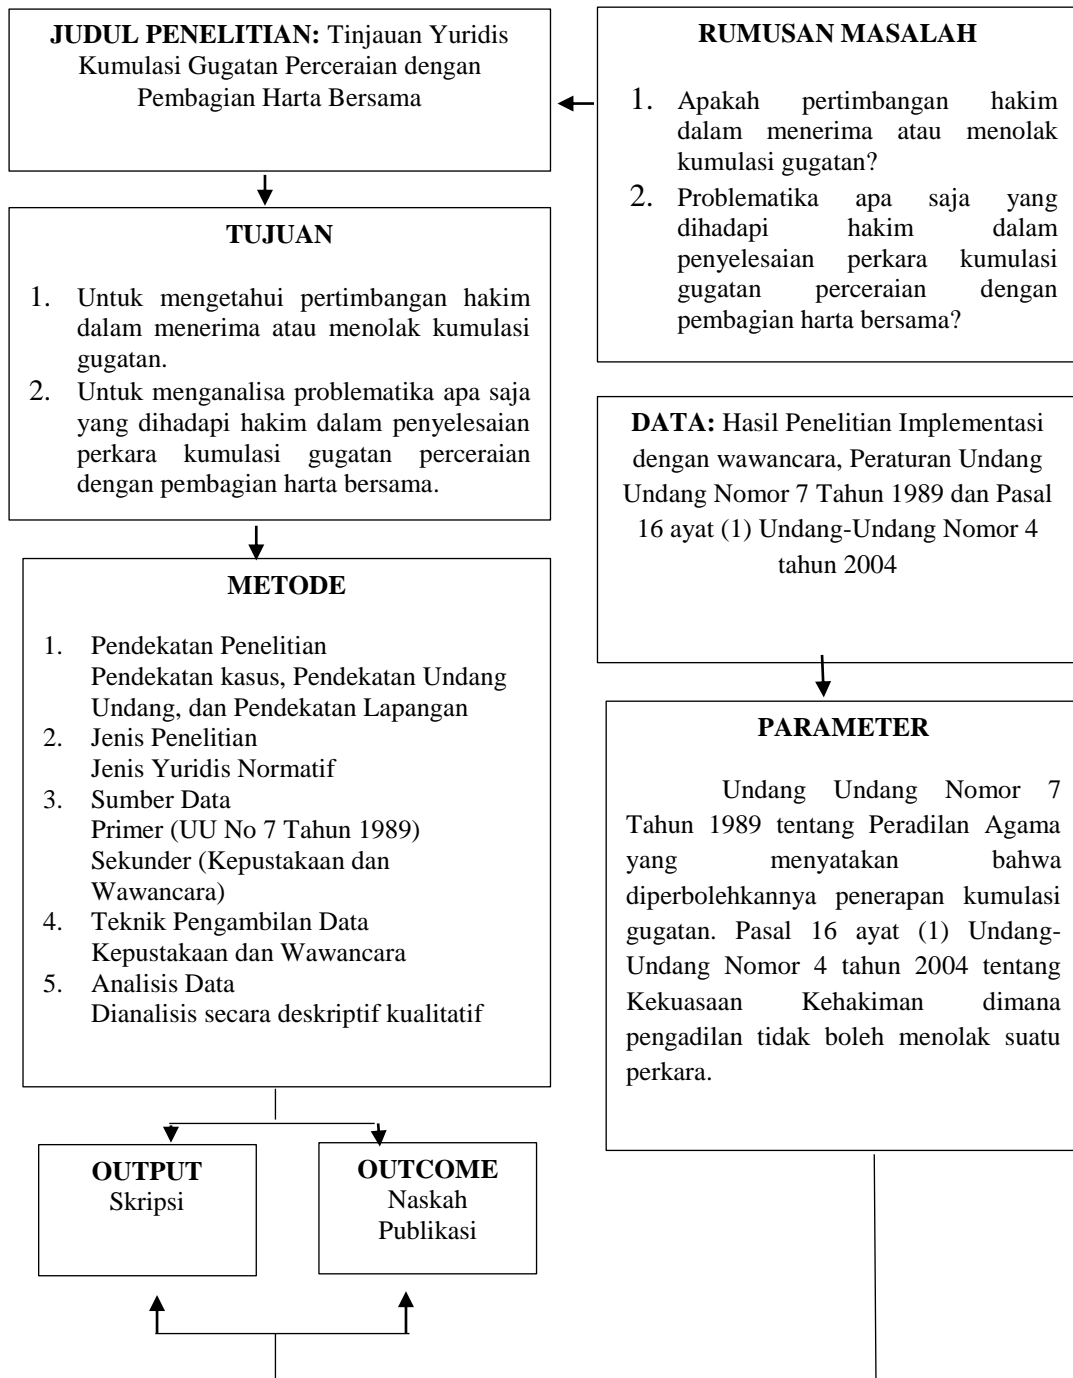 JUDUL PENELITIAN: Tinjauan Yuridis
Kumulasi Gugatan Perceraian dengan
Pembagian Harta Bersama
RUMUSAN MASALAH
1. Apakah pertimbangan hakim
dalam menerima atau menolak
kumulasi gugatan?
2. Problematika apa saja yang
dihadapi hakim dalam
penyelesaian perkara kumulasi
gugatan perceraian dengan
pembagian harta bersama?
TUJUAN
1. Untuk mengetahui pertimbangan hakim
dalam menerima atau menolak kumulasi
gugatan.
2. Untuk menganalisa problematika apa saja
yang dihadapi hakim dalam penyelesaian
perkara kumulasi gugatan perceraian
dengan pembagian harta bersama.
DATA: Hasil Penelitian Implementasi
dengan wawancara, Peraturan Undang
Undang Nomor 7 Tahun 1989 dan Pasal
16 ayat (1) Undang-Undang Nomor 4
tahun 2004
METODE
1. Pendekatan Penelitian
Pendekatan kasus, Pendekatan Undang
Undang, dan Pendekatan Lapangan
2. Jenis Penelitian
Jenis Yuridis Normatif
3. Sumber Data
Primer (UU No 7 Tahun 1989)
Sekunder (Kepustakaan dan
Wawancara)
4. Teknik Pengambilan Data
Kepustakaan dan Wawancara
5. Analisis Data
Dianalisis secara deskriptif kualitatif
PARAMETER
Undang Undang Nomor 7
Tahun 1989 tentang Peradilan Agama
yang menyatakan bahwa
diperbolehkannya penerapan kumulasi
gugatan. Pasal 16 ayat (1) Undang-
Undang Nomor 4 tahun 2004 tentang
Kekuasaan Kehakiman dimana
pengadilan tidak boleh menolak suatu
perkara.
OUTPUT
Skripsi
OUTCOME
Naskah
Publikasi